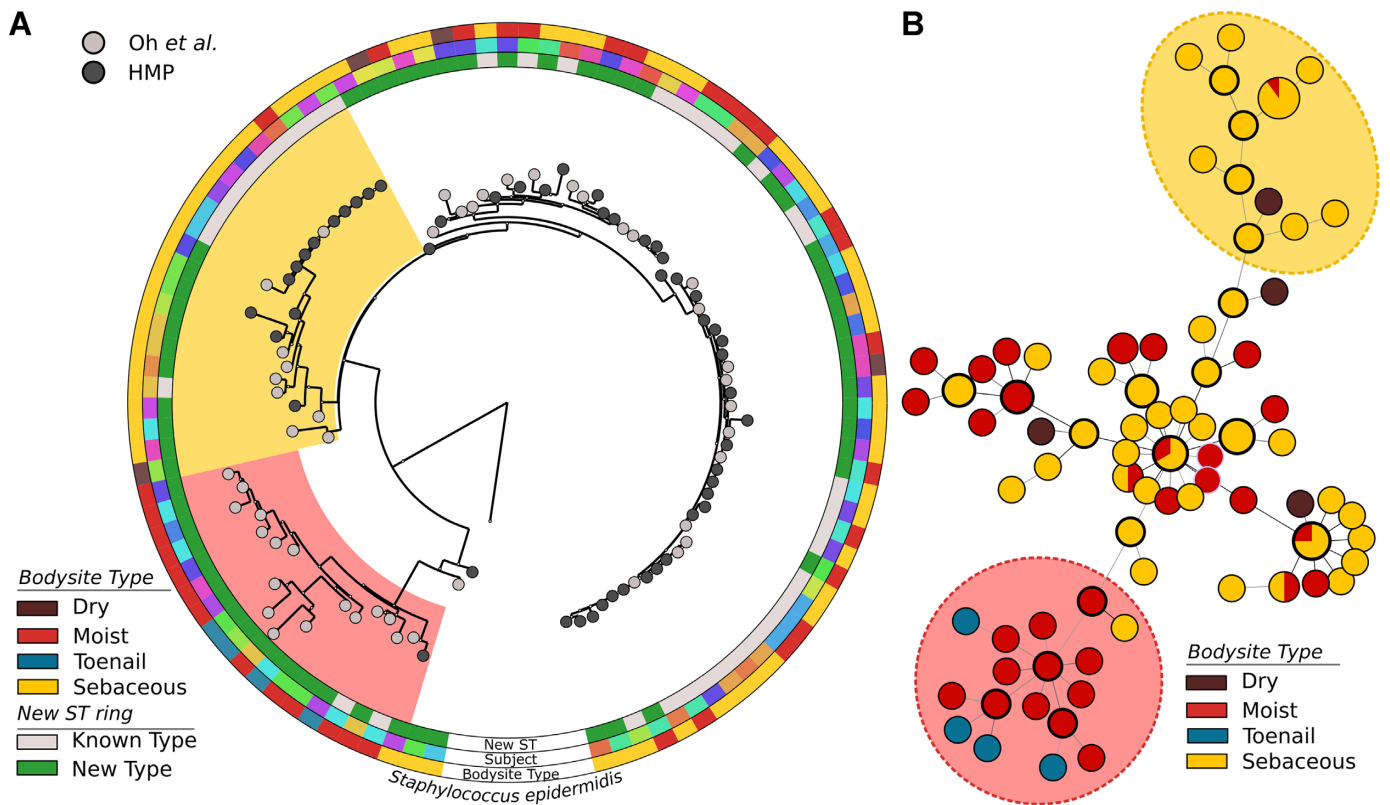 A
Oh et al.
HMP
Bodysite Type
Dry
Moist
Toenail
Sebaceous
New ST ring
Known Type
New Type
New ST
Subject
Bodysite Type
Staphylococcus epidermidis
B
Bodysite Type
Dry
Moist
Toenail
Sebaceous